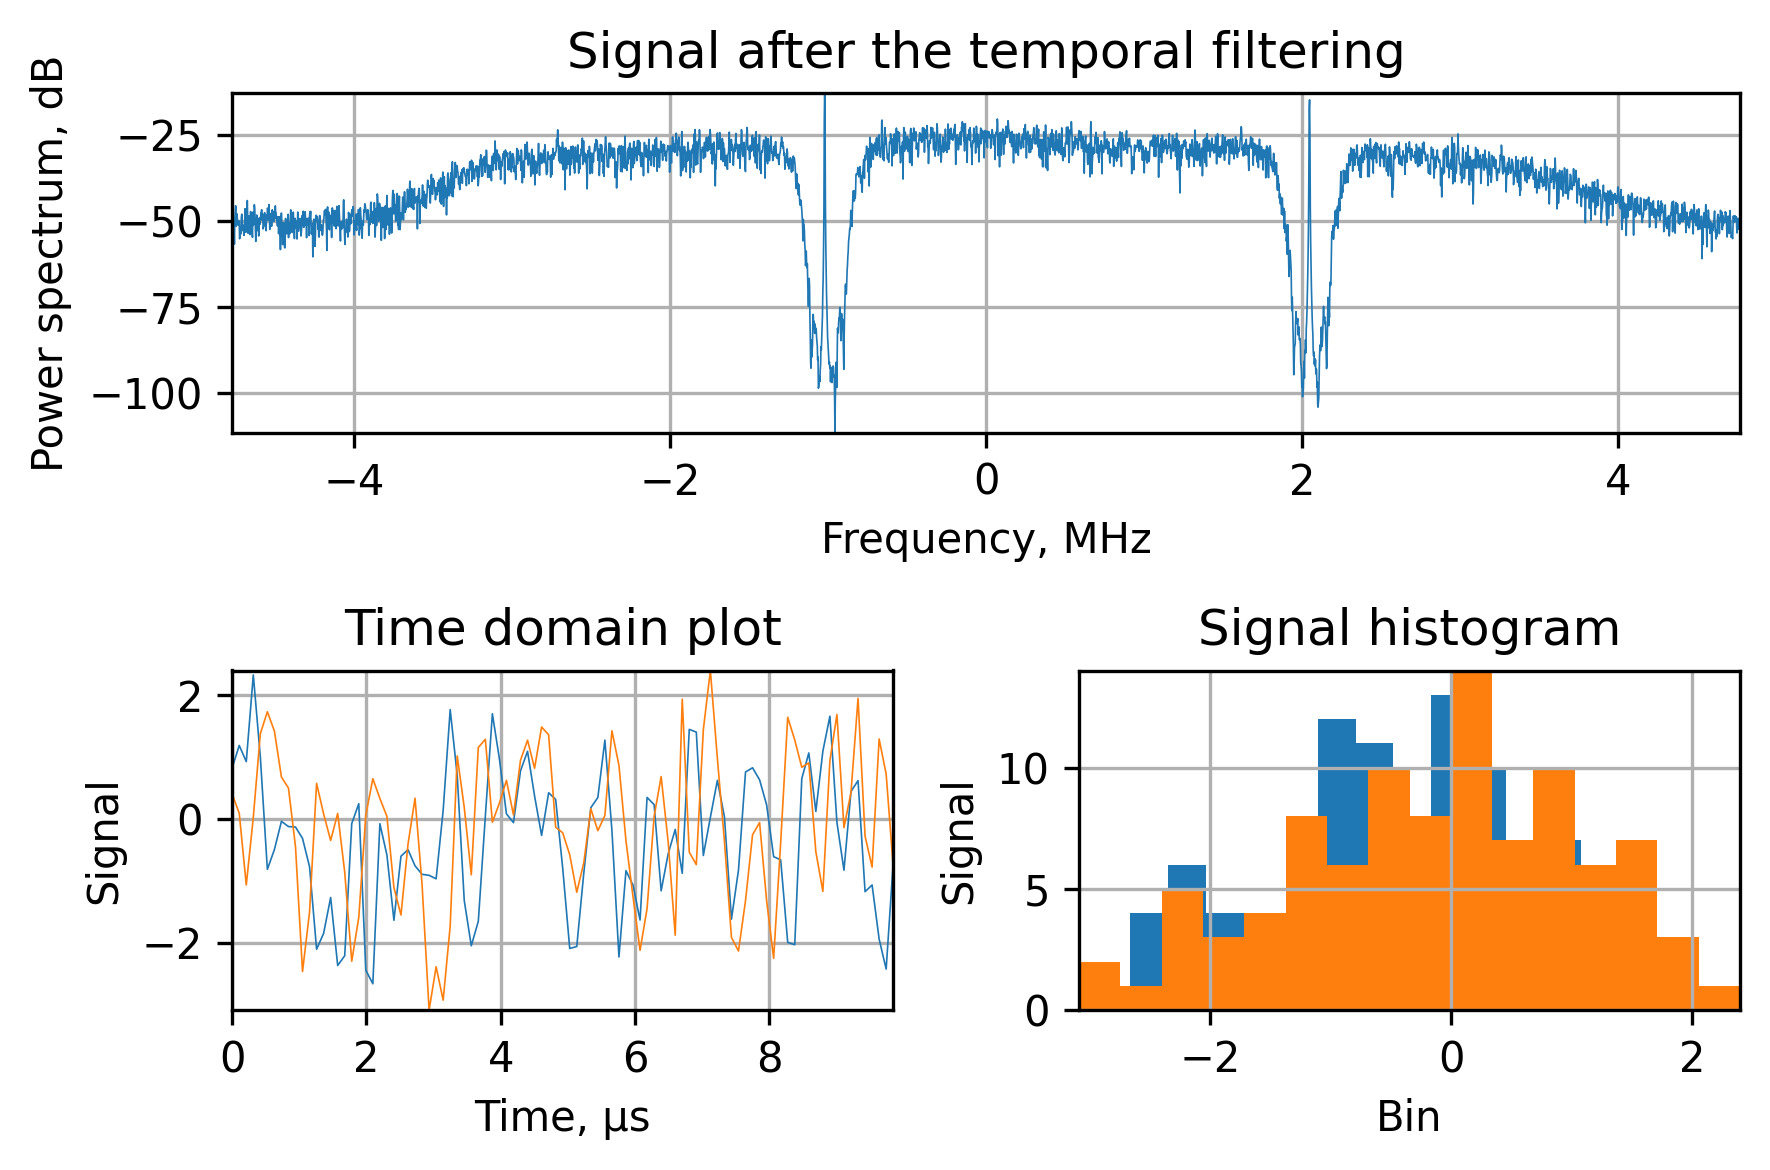 Signal after the temporal filtering
Power spectrum, dB
−25
−50
−75
−100
−4 −2 0 2 4
Frequency, MHz
Time domain plot
Signal
2
0
−2
0 2 4 6 8
Time, µs
Signal histogram
Signal
10
5
0
−2 0 2
Bin